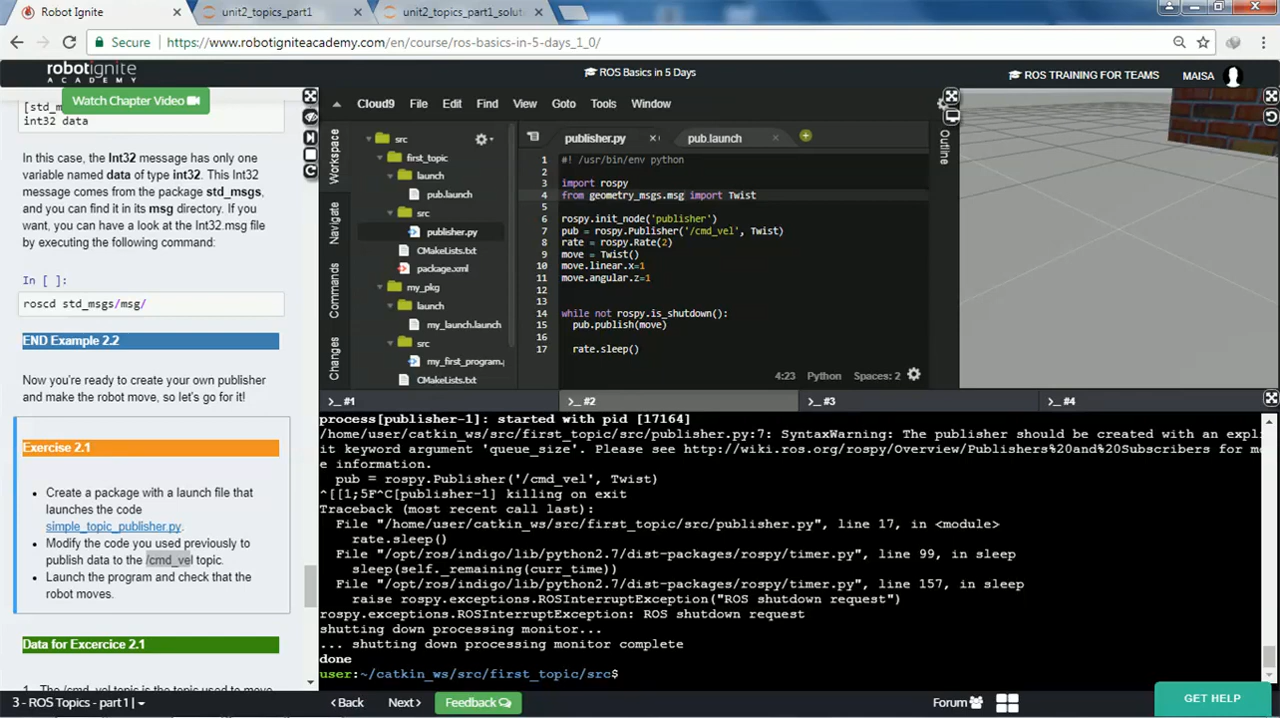 Robot Ignite
unit2_topics_part1
unit2_topics_part1_solut
Secure
https://www.robotigniteacademy.com/en/course/ros-basics-in-5-days_1_0/
robotignite
ACADEMY
ROS Basics in 5 Days
ROS TRAINING FOR TEAMS
MAISA
[std_m
Watch Chapter Video
int32 data
In this case, the Int32 message has only one
variable named data of type int32. This Int32
message comes from the package std_msgs,
and you can find it in its msg directory. If you
want, you can have a look at the Int32.msg file
by executing the following command:
In [ ]:
roscd std_msgs/msg/
END Example 2.2
Now you're ready to create your own publisher
and make the robot move, so let's go for it!
Exercise 2.1
• Create a package with a launch file that
launches the code
simple_topic_publisher.py.
• Modify the code you used previously to
publish data to the /cmd_vel topic.
• Launch the program and check that the
robot moves.
Data for Excercice 2.1
1. The /cmd_vel topic is the topic used to move
3 - ROS Topics - part 1 |
Cloud9 File Edit Find View Goto Tools Window
Workspace
Navigate
Commands
Changes
src
first_topic
launch
pub.launch
src
publisher.py
CMakeLists.txt
package.xml
my_pkg
launch
my_launch.launch
src
my_first_program.
CMakeLists.txt
publisher.py
pub.launch
Outline
1 #! /usr/bin/env python
2
3 import rospy
4 from geometry_msgs.msg import Twist
5
6 rospy.init_node('publisher')
7 pub = rospy.Publisher('/cmd_vel', Twist)
8 rate = rospy.Rate(2)
9 move = Twist()
10 move.linear.x=1
11 move.angular.z=1
12
13
14 while not rospy.is_shutdown():
15 pub.publish(move)
16
17 rate.sleep()
4:23 Python Spaces: 2
>_ #1
>_ #2
>_ #3
>_ #4
process[publisher-1]: started with pid [17164]
/home/user/catkin_ws/src/first_topic/src/publisher.py:7: SyntaxWarning: The publisher should be created with an expli
it keyword argument 'queue_size'. Please see http://wiki.ros.org/rospy/Overview/Publishers%20and%20Subscribers for mo
e information.
pub = rospy.Publisher('/cmd_vel', Twist)
^[[1;5F^C[publisher-1] killing on exit
Traceback (most recent call last):
File "/home/user/catkin_ws/src/first_topic/src/publisher.py", line 17, in <module>
rate.sleep()
File "/opt/ros/indigo/lib/python2.7/dist-packages/rospy/timer.py", line 99, in sleep
sleep(self._remaining(curr_time))
File "/opt/ros/indigo/lib/python2.7/dist-packages/rospy/timer.py", line 157, in sleep
raise rospy.exceptions.ROSInterruptException("ROS shutdown request")
rospy.exceptions.ROSInterruptException: ROS shutdown request
shutting down processing monitor...
... shutting down processing monitor complete
done
user:~/catkin_ws/src/first_topic/src$
‹ Back Next › Feedback
Forum
GET HELP